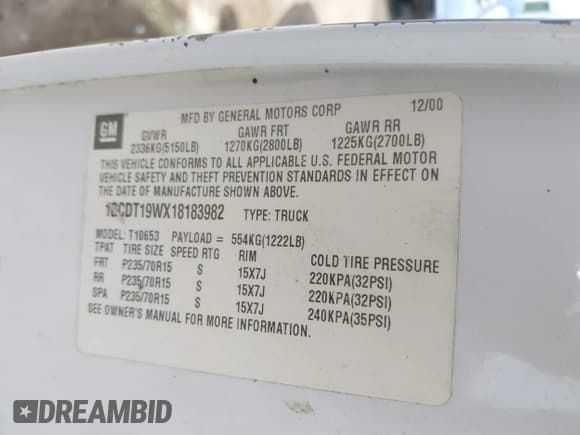 GM
MFD BY GENERAL MOTORS CORP 12/00
GVWR GAWR FRT GAWR RR
2336KG(5150LB) 1270KG(2800LB) 1225KG(2700LB)
THIS VEHICLE CONFORMS TO ALL APPLICABLE U.S. FEDERAL MOTOR
VEHICLE SAFETY AND THEFT PREVENTION STANDARDS IN EFFECT ON
THE DATE OF MANUFACTURE SHOWN ABOVE.
TYPE: TRUCK
MODEL: T10653 PAYLOAD = 554KG(1222LB)
TPAT TIRE SIZE SPEED RTG RIM COLD TIRE PRESSURE
FRT P235/70R15 S 15X7J 220KPA(32PSI)
RR P235/70R15 S 15X7J 220KPA(32PSI)
SPA P235/70R15 S 15X7J 240KPA(35PSI)
SEE OWNER'S MANUAL FOR MORE INFORMATION.
DREAMBID